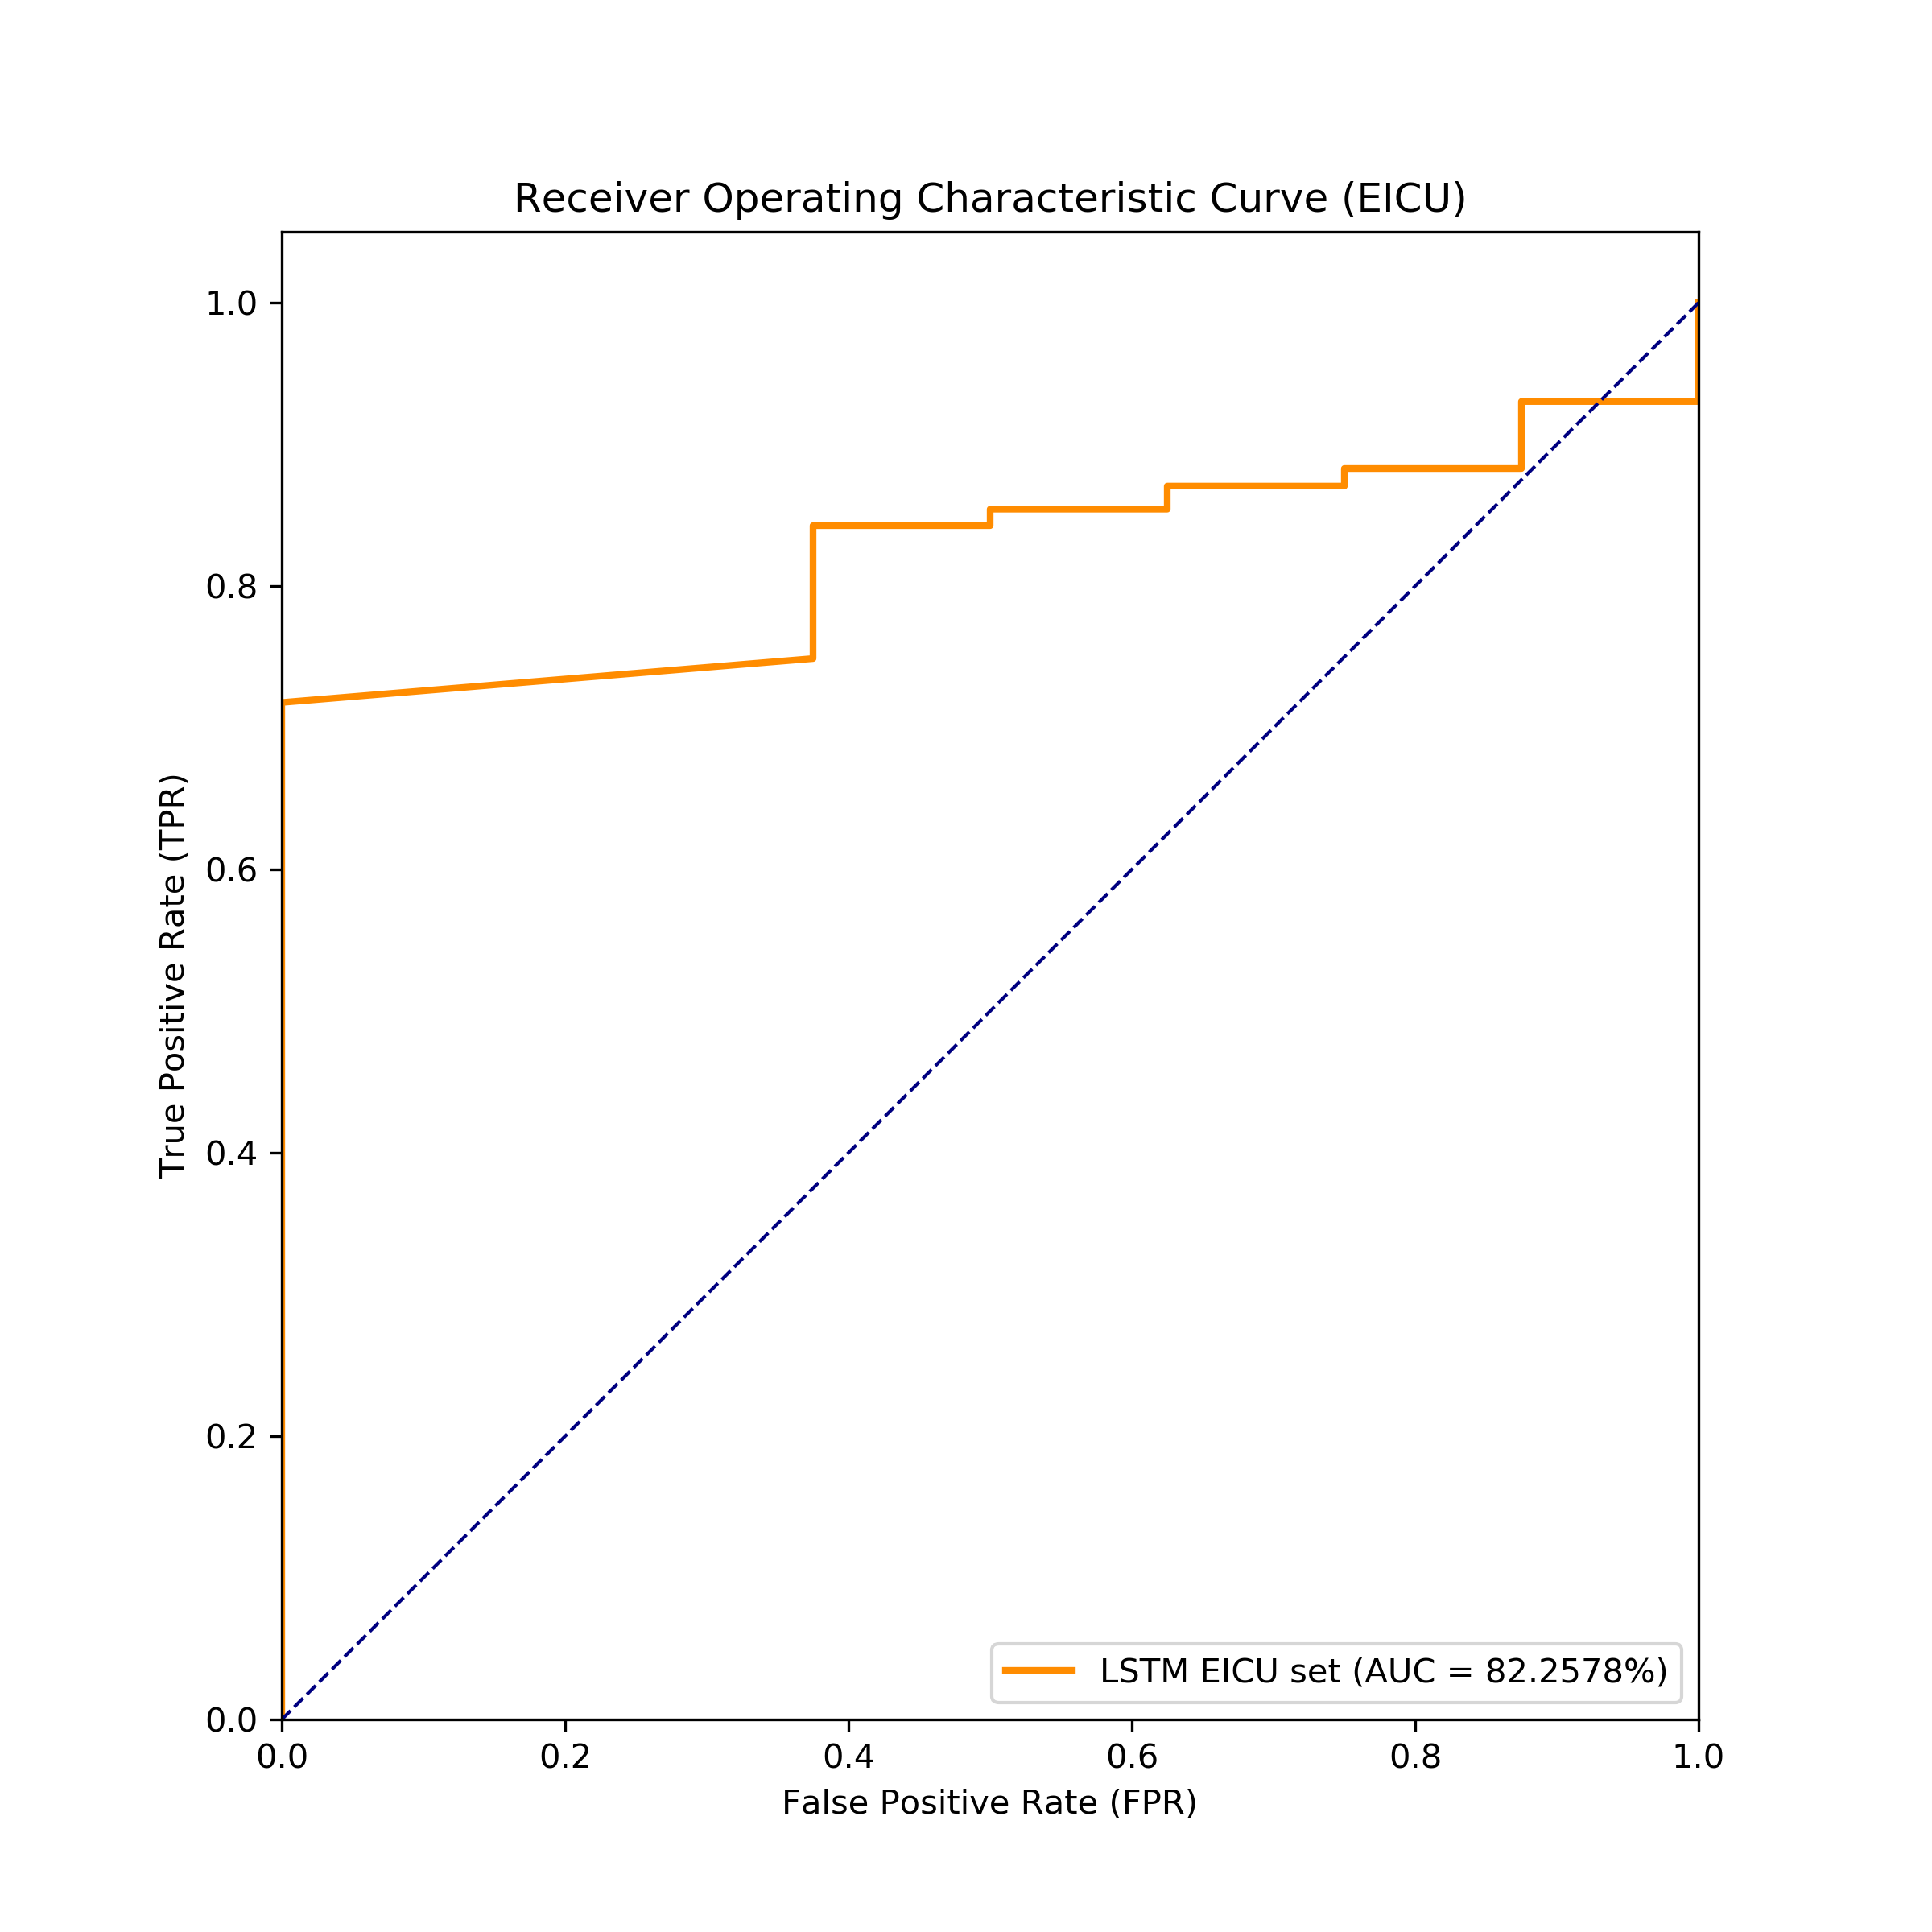 Receiver Operating Characteristic Curve (EICU)
True Positive Rate (TPR)
1.0
0.8
0.6
0.4
0.2
0.0
LSTM EICU set (AUC = 82.2578%)
0.0 0.2 0.4 0.6 0.8 1.0
False Positive Rate (FPR)